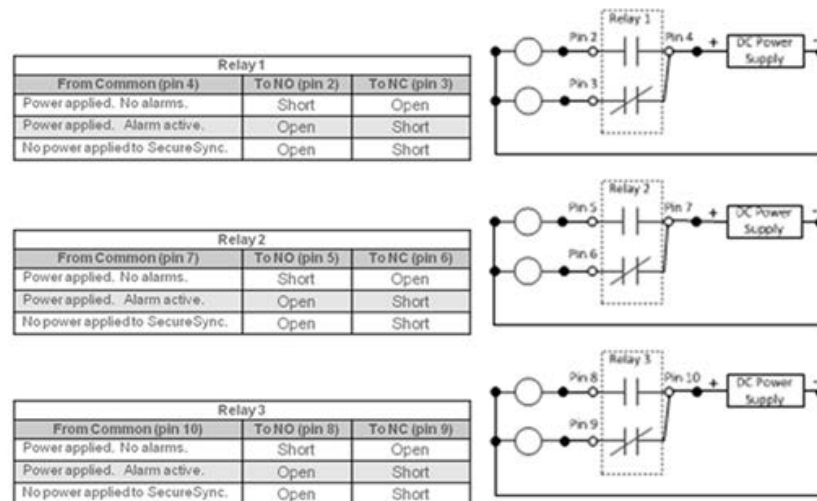 Relay 1
From Common (pin 4) To NO (pin 2) To NC (pin 3)
Power applied. No alarms. Short Open
Power applied. Alarm active. Open Short
No power applied to SecureSync. Open Short
Relay 1
Pin 2 Pin 4 + DC Power Supply -
Pin 3
Relay 2
From Common (pin 7) To NO (pin 5) To NC (pin 6)
Power applied. No alarms. Short Open
Power applied. Alarm active. Open Short
No power applied to SecureSync. Open Short
Relay 2
Pin 5 Pin 7 + DC Power Supply -
Pin 6
Relay 3
From Common (pin 10) To NO (pin 8) To NC (pin 9)
Power applied. No alarms. Short Open
Power applied. Alarm active. Open Short
No power applied to SecureSync. Open Short
Relay 3
Pin 8 Pin 10 + DC Power Supply -
Pin 9